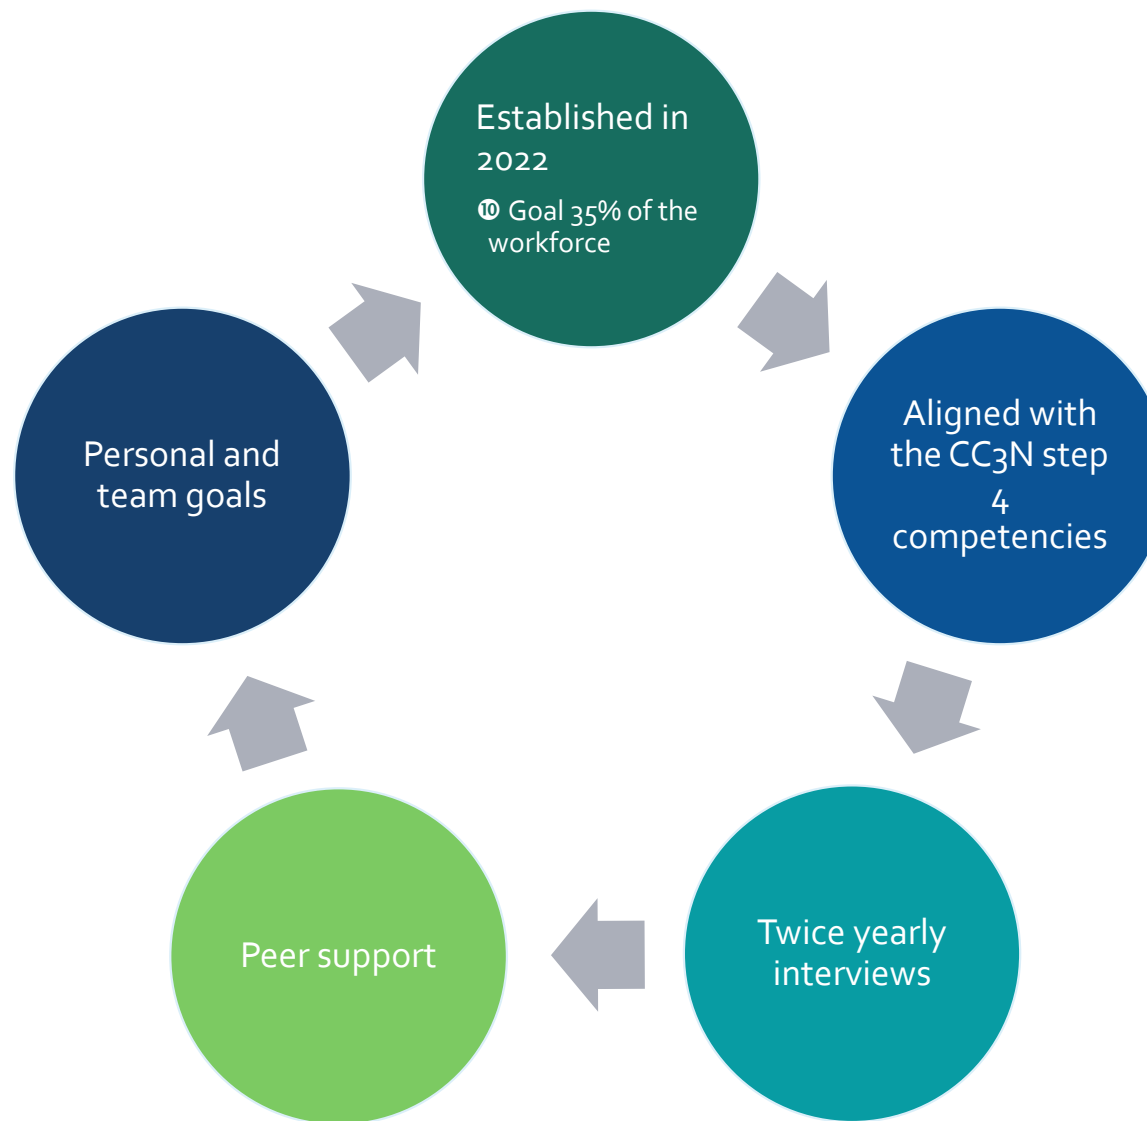 Established in
2022
❿ Goal 35% of the
workforce
Aligned with
the CC3N step
4
competencies
Twice yearly
interviews
Peer support
Personal and
team goals